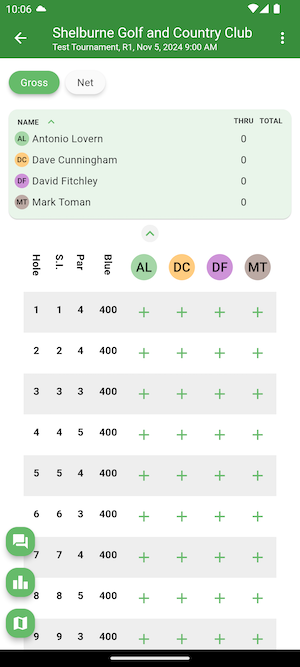 10:06
Shelburne Golf and Country Club
Test Tournament, R1, Nov 5, 2024 9:00 AM
Gross Net
NAME THRU TOTAL
AL Antonio Lovern 0
DC Dave Cunningham 0
DF David Fitchley 0
MT Mark Toman 0
Hole S.I. Par Blue AL DC DF MT
1 1 4 400 + + + +
2 2 4 400 + + + +
3 3 3 400 + + + +
4 4 5 400 + + + +
5 5 4 400 + + + +
6 6 3 400 + + + +
7 7 4 400 + + + +
8 8 5 400 + + + +
9 9 3 400 + + + +